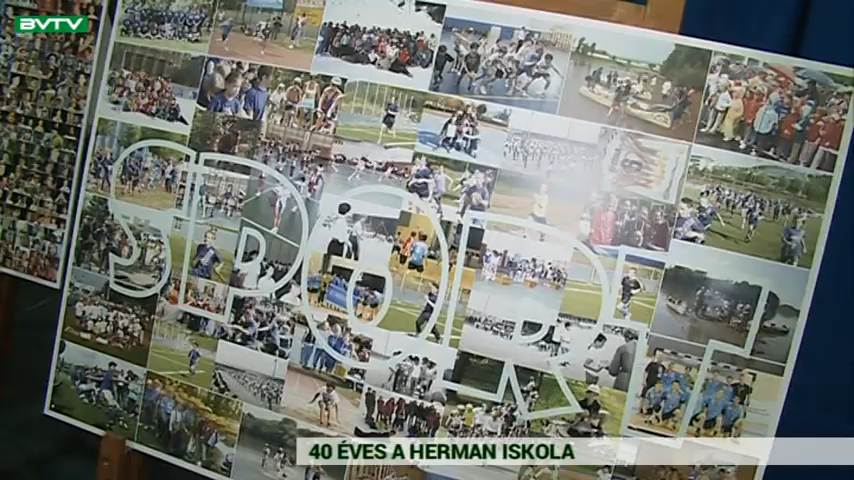 BVTV
SPORT
40 ÉVES A HERMAN ISKOLA